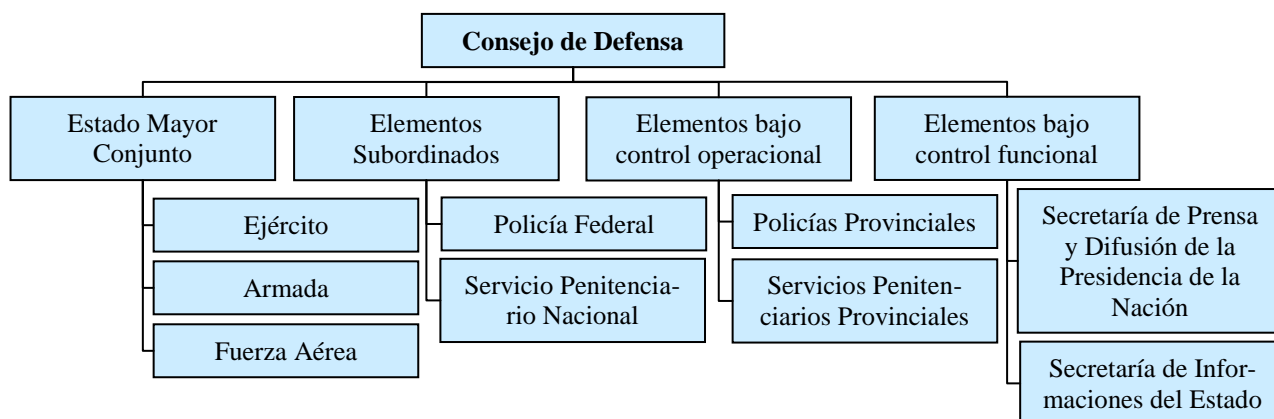 Consejo de Defensa
Estado Mayor
Conjunto
Elementos
Subordinados
Elementos bajo
control operacional
Elementos bajo
control funcional
Ejército
Armada
Fuerza Aérea
Policía Federal
Servicio Penitencia-
rio Nacional
Policías Provinciales
Servicios Peniten-
ciarios Provinciales
Secretaría de Prensa
y Difusión de la
Presidencia de la
Nación
Secretaría de Infor-
maciones del Estado